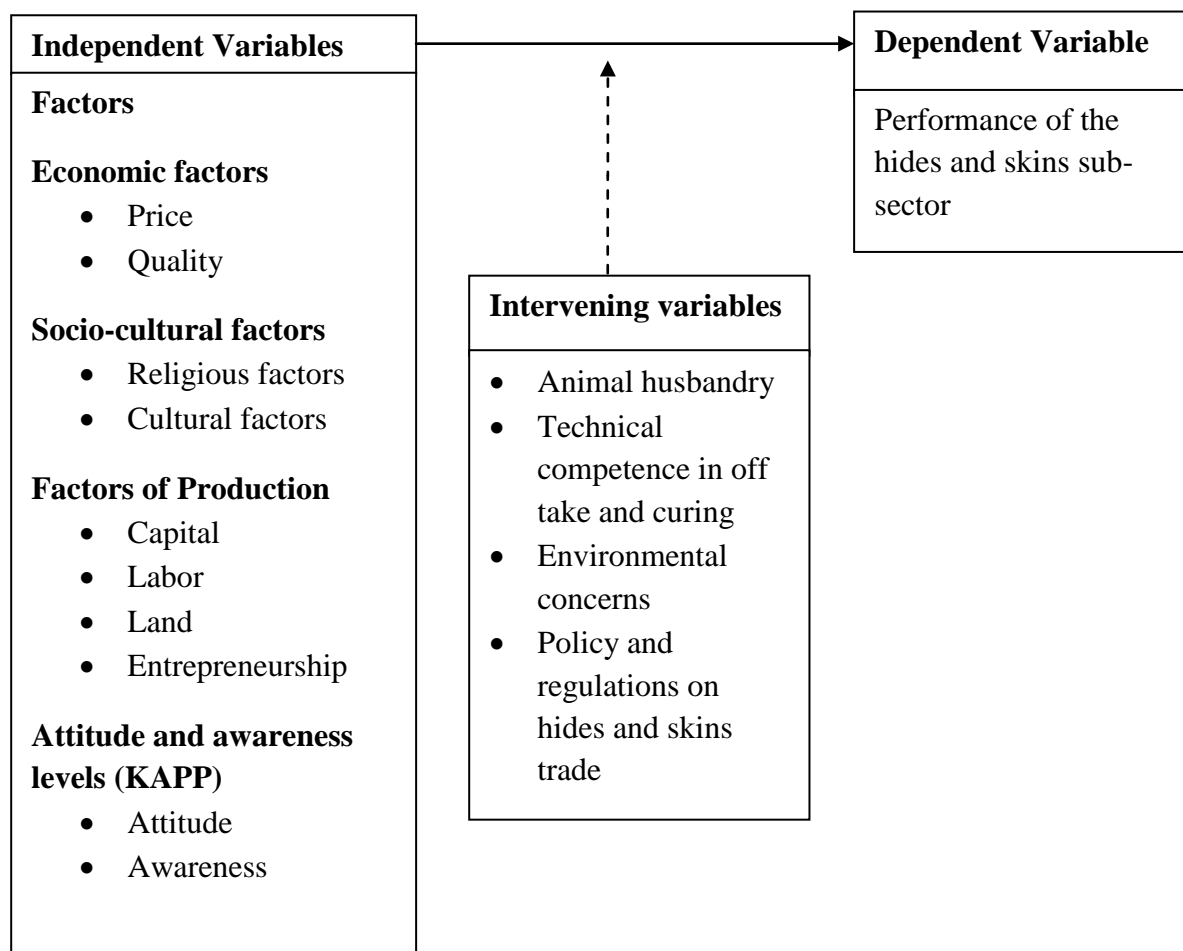 Independent Variables
Factors
Economic factors
• Price
• Quality
Socio-cultural factors
• Religious factors
• Cultural factors
Factors of Production
• Capital
• Labor
• Land
• Entrepreneurship
Attitude and awareness
levels (KAPP)
• Attitude
• Awareness
Intervening variables
• Animal husbandry
• Technical
competence in off
take and curing
• Environmental
concerns
• Policy and
regulations on
hides and skins
trade
Dependent Variable
Performance of the
hides and skins sub-
sector